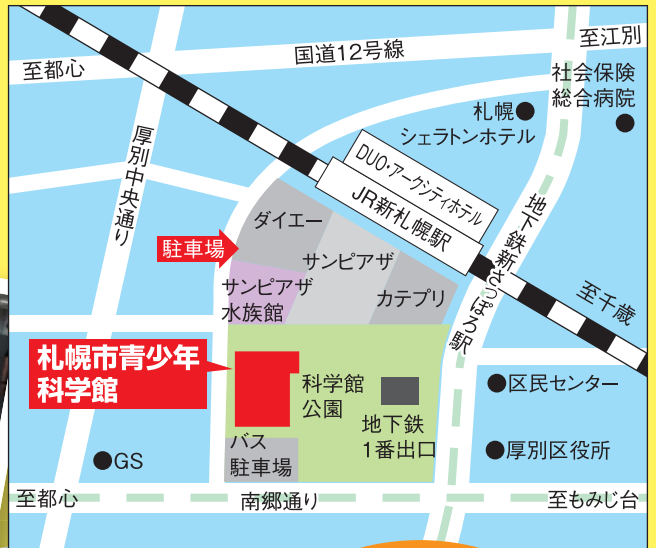 至江別
国道12号線
至都心
社会保険
総合病院
札幌
シェラトンホテル
厚別中央通り
DUO・アークシティホテル
JR新札幌駅
地下鉄新さっぽろ駅
ダイエー
駐車場
サンピアザ
サンピアザ
水族館
カテプリ
至千歳
札幌市青少年
科学館
科学館
公園
区民センター
地下鉄
1番出口
バス
駐車場
厚別区役所
GS
至都心
南郷通り
至もみじ台